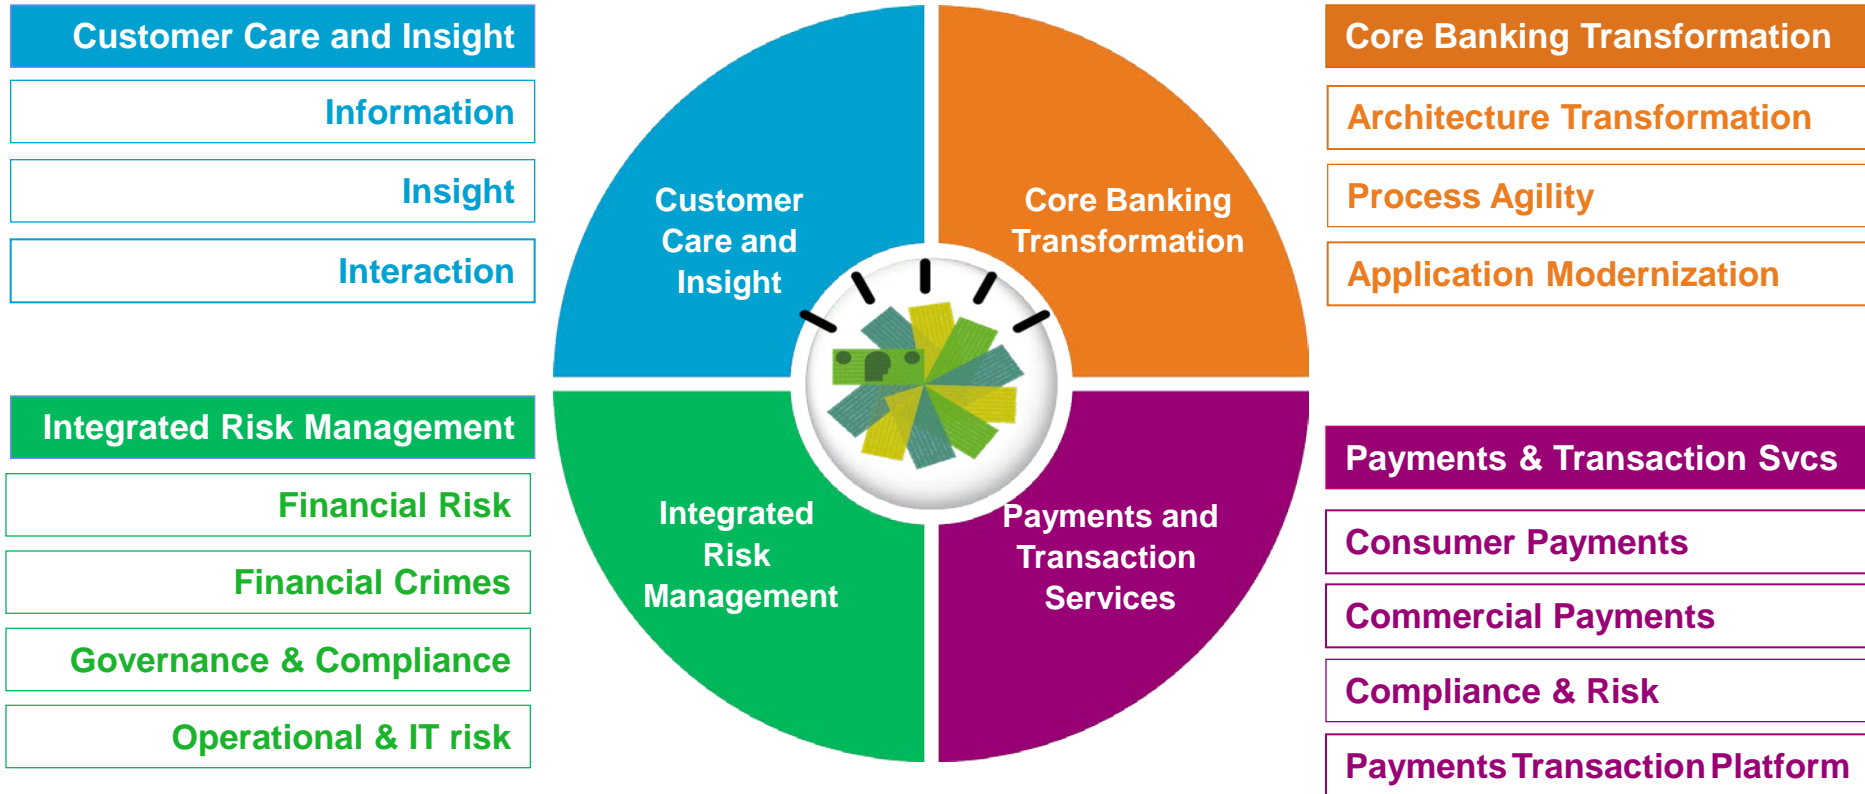 Customer Care and Insight
Information
Insight
Interaction
Integrated Risk Management
Financial Risk
Financial Crimes
Governance & Compliance
Operational & IT risk
Customer
Care and
Insight
Core Banking
Transformation
Integrated
Risk
Management
Payments and
Transaction
Services
Core Banking Transformation
Architecture Transformation
Process Agility
Application Modernization
Payments & Transaction Svcs
Consumer Payments
Commercial Payments
Compliance & Risk
Payments Transaction Platform